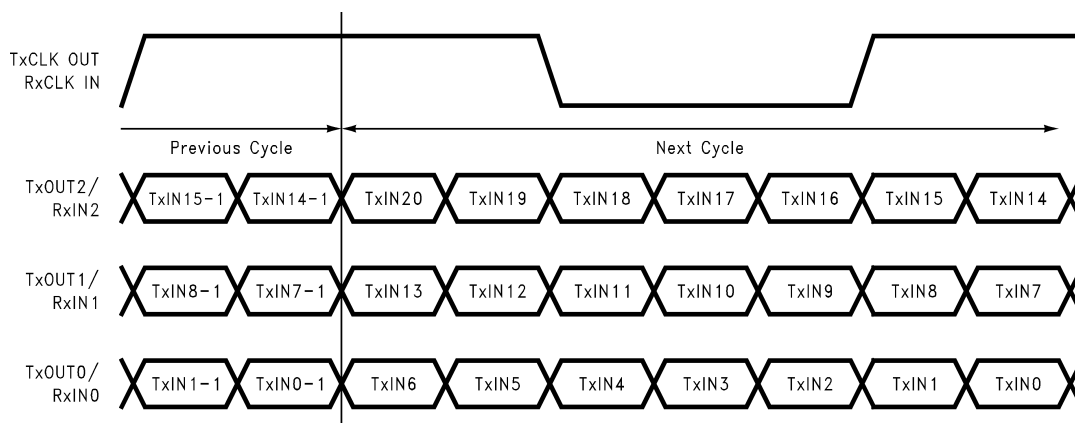 TxCLK OUT
RxCLK IN
Previous Cycle
Next Cycle
TxOUT2/
RxIN2
TxIN15-1 TxIN14-1 TxIN20 TxIN19 TxIN18 TxIN17 TxIN16 TxIN15 TxIN14
TxOUT1/
RxIN1
TxIN8-1 TxIN7-1 TxIN13 TxIN12 TxIN11 TxIN10 TxIN9 TxIN8 TxIN7
TxOUT0/
RxIN0
TxIN1-1 TxIN0-1 TxIN6 TxIN5 TxIN4 TxIN3 TxIN2 TxIN1 TxIN0